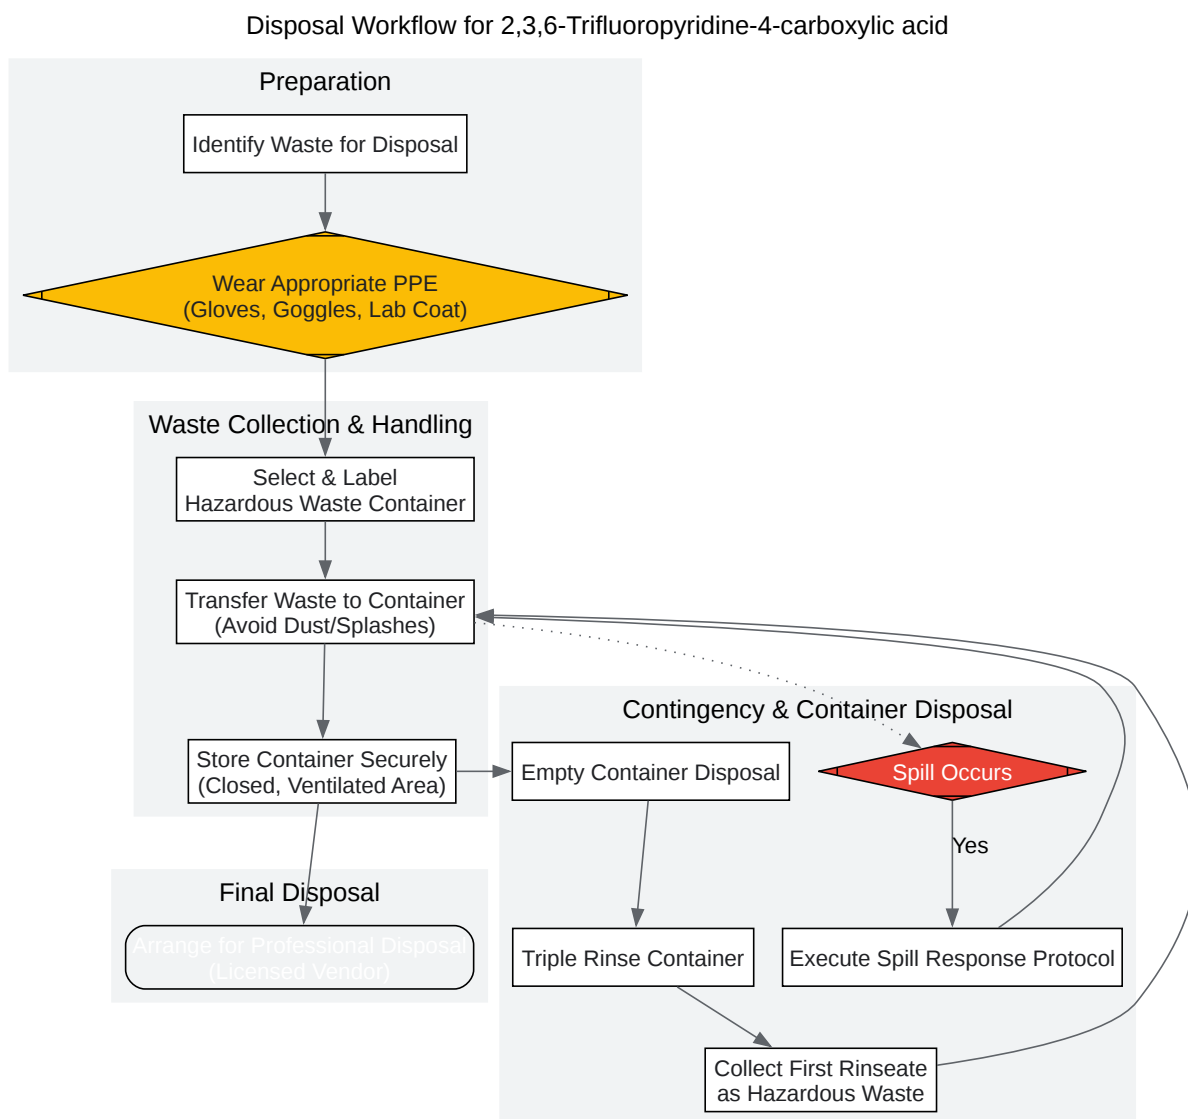 Disposal Workflow for 2,3,6-Trifluoropyridine-4-carboxylic acid
Preparation
Identify Waste for Disposal
Wear Appropriate PPE
(Gloves, Goggles, Lab Coat)
Waste Collection & Handling
Select & Label
Hazardous Waste Container
Transfer Waste to Container
(Avoid Dust/Splashes)
Store Container Securely
(Closed, Ventilated Area)
Contingency & Container Disposal
Empty Container Disposal
Spill Occurs
Yes
Triple Rinse Container
Execute Spill Response Protocol
Collect First Rinseate
as Hazardous Waste
Final Disposal
Arrange for Professional Disposal
(Licensed Vendor)